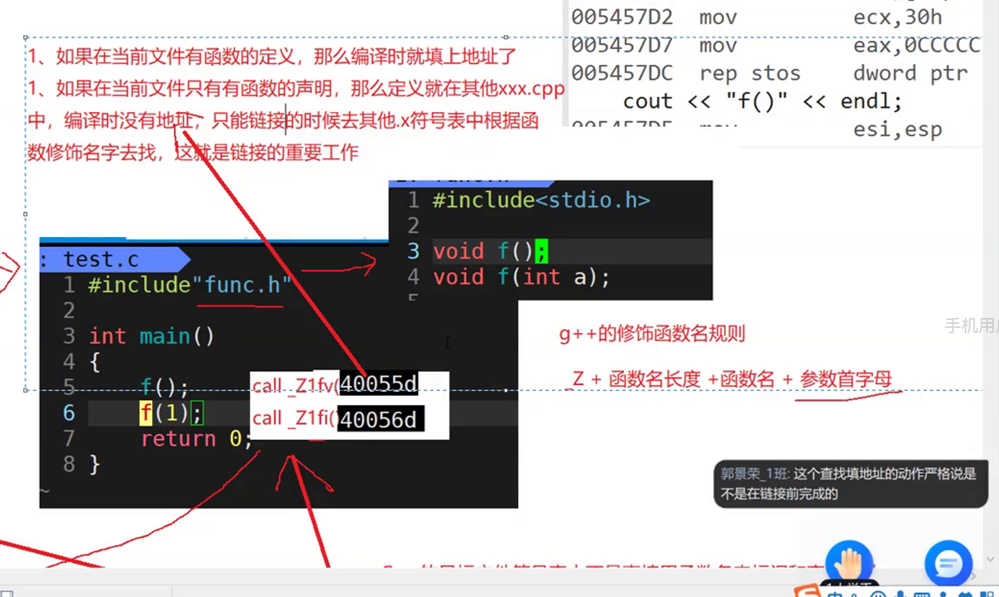 005457D2 mov ecx,30h
005457D7 mov eax,0CCCCC
005457DC rep stos dword ptr
cout << "f()" << endl;
esi,esp
1、如果在当前文件有函数的定义，那么编译时就填上地址了
1、如果在当前文件只有有函数的声明，那么定义就在其他xxx.cpp
中，编译时没有地址，只能链接的时候去其他.x符号表中根据函
数修饰名字去找，这就是链接的重要工作
1 #include<stdio.h>
2
3 void f();
4 void f(int a);
: test.c
1 #include"func.h"
2
3 int main()
4 {
5 f();
6 f(1);
7 return 0;
8 }
~
call _Z1fv(40055d
call _Z1fi(40056d
g++的修饰函数名规则
_Z + 函数名长度 +函数名 + 参数首字母
手机用
郭景荣_1班: 这个查找填地址的动作严格说是
不是在链接前完成的